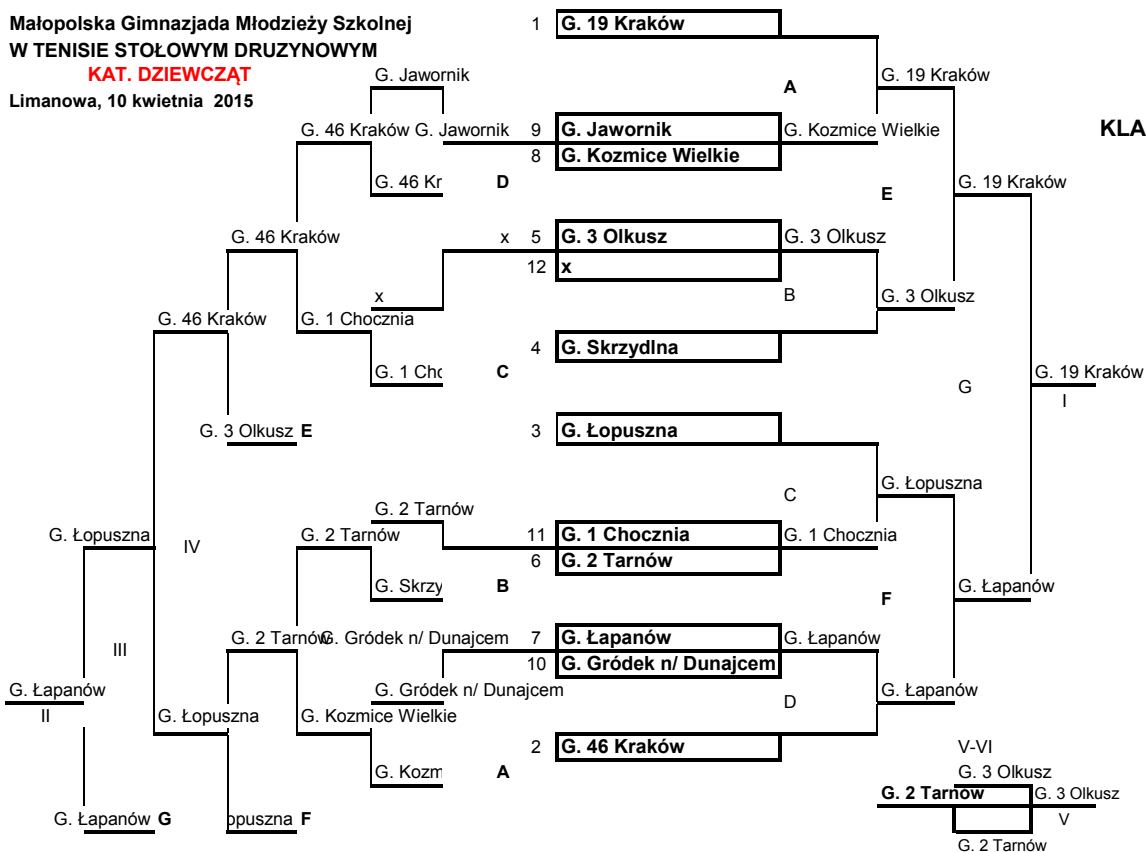 Małopolska Gimnazjada Młodzieży Szkolnej
W TENISIE STOŁOWYM DRUZYNOWYM
KAT. DZIEWCZĄT
Limanowa, 10 kwietnia 2015
KLA
1 G. 19 Kraków
G. Jawornik
A G. 19 Kraków
G. 46 Kraków G. Jawornik 9 G. Jawornik G. Kozmice Wielkie
8 G. Kozmice Wielkie
G. 46 Kr D E G. 19 Kraków
G. 46 Kraków x 5 G. 3 Olkusz G. 3 Olkusz
12 x
x B G. 3 Olkusz
G. 46 Kraków G. 1 Chocznia
4 G. Skrzydlna
G. 1 Cho C G G. 19 Kraków
I
G. 3 Olkusz E 3 G. Łopuszna
C G. Łopuszna
G. 2 Tarnów
G. Łopuszna IV G. 2 Tarnów 11 G. 1 Chocznia G. 1 Chocznia
6 G. 2 Tarnów
G. Skrzy B F G. Łapanów
III G. 2 Tarnów G. Gródek n/ Dunajcem 7 G. Łapanów G. Łapanów
10 G. Gródek n/ Dunajcem
G. Łapanów G. Gródek n/ Dunajcem D G. Łapanów
II G. Łopuszna G. Kozmice Wielkie
2 G. 46 Kraków V-VI
G. Kozm A G. 3 Olkusz
G. 2 Tarnów G. 3 Olkusz
G. Łapanów G opuszna F V
G. 2 Tarnów